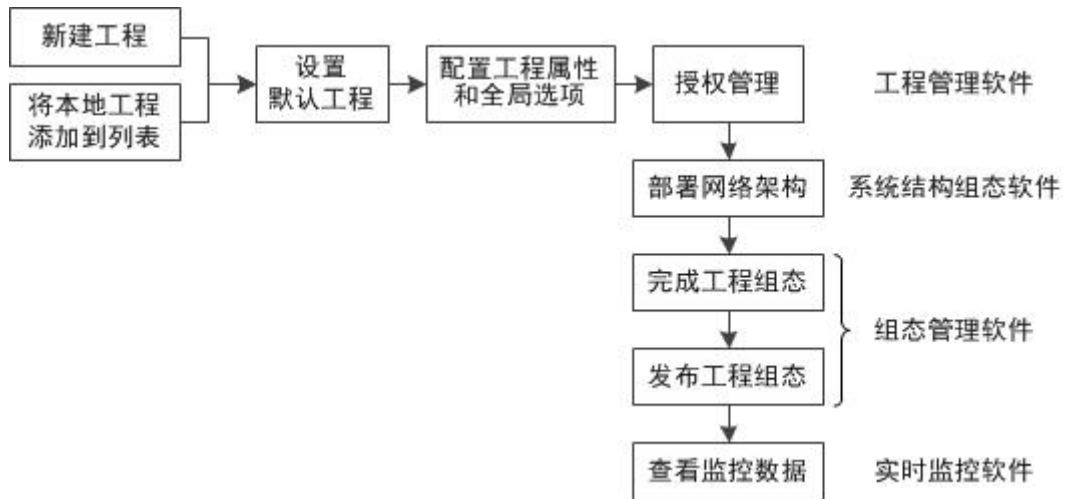 新建工程
将本地工程
添加到列表
设置
默认工程
配置工程属性
和全局选项
授权管理
工程管理软件
部署网络架构
系统结构组态软件
完成工程组态
组态管理软件
发布工程组态
查看监控数据
实时监控软件